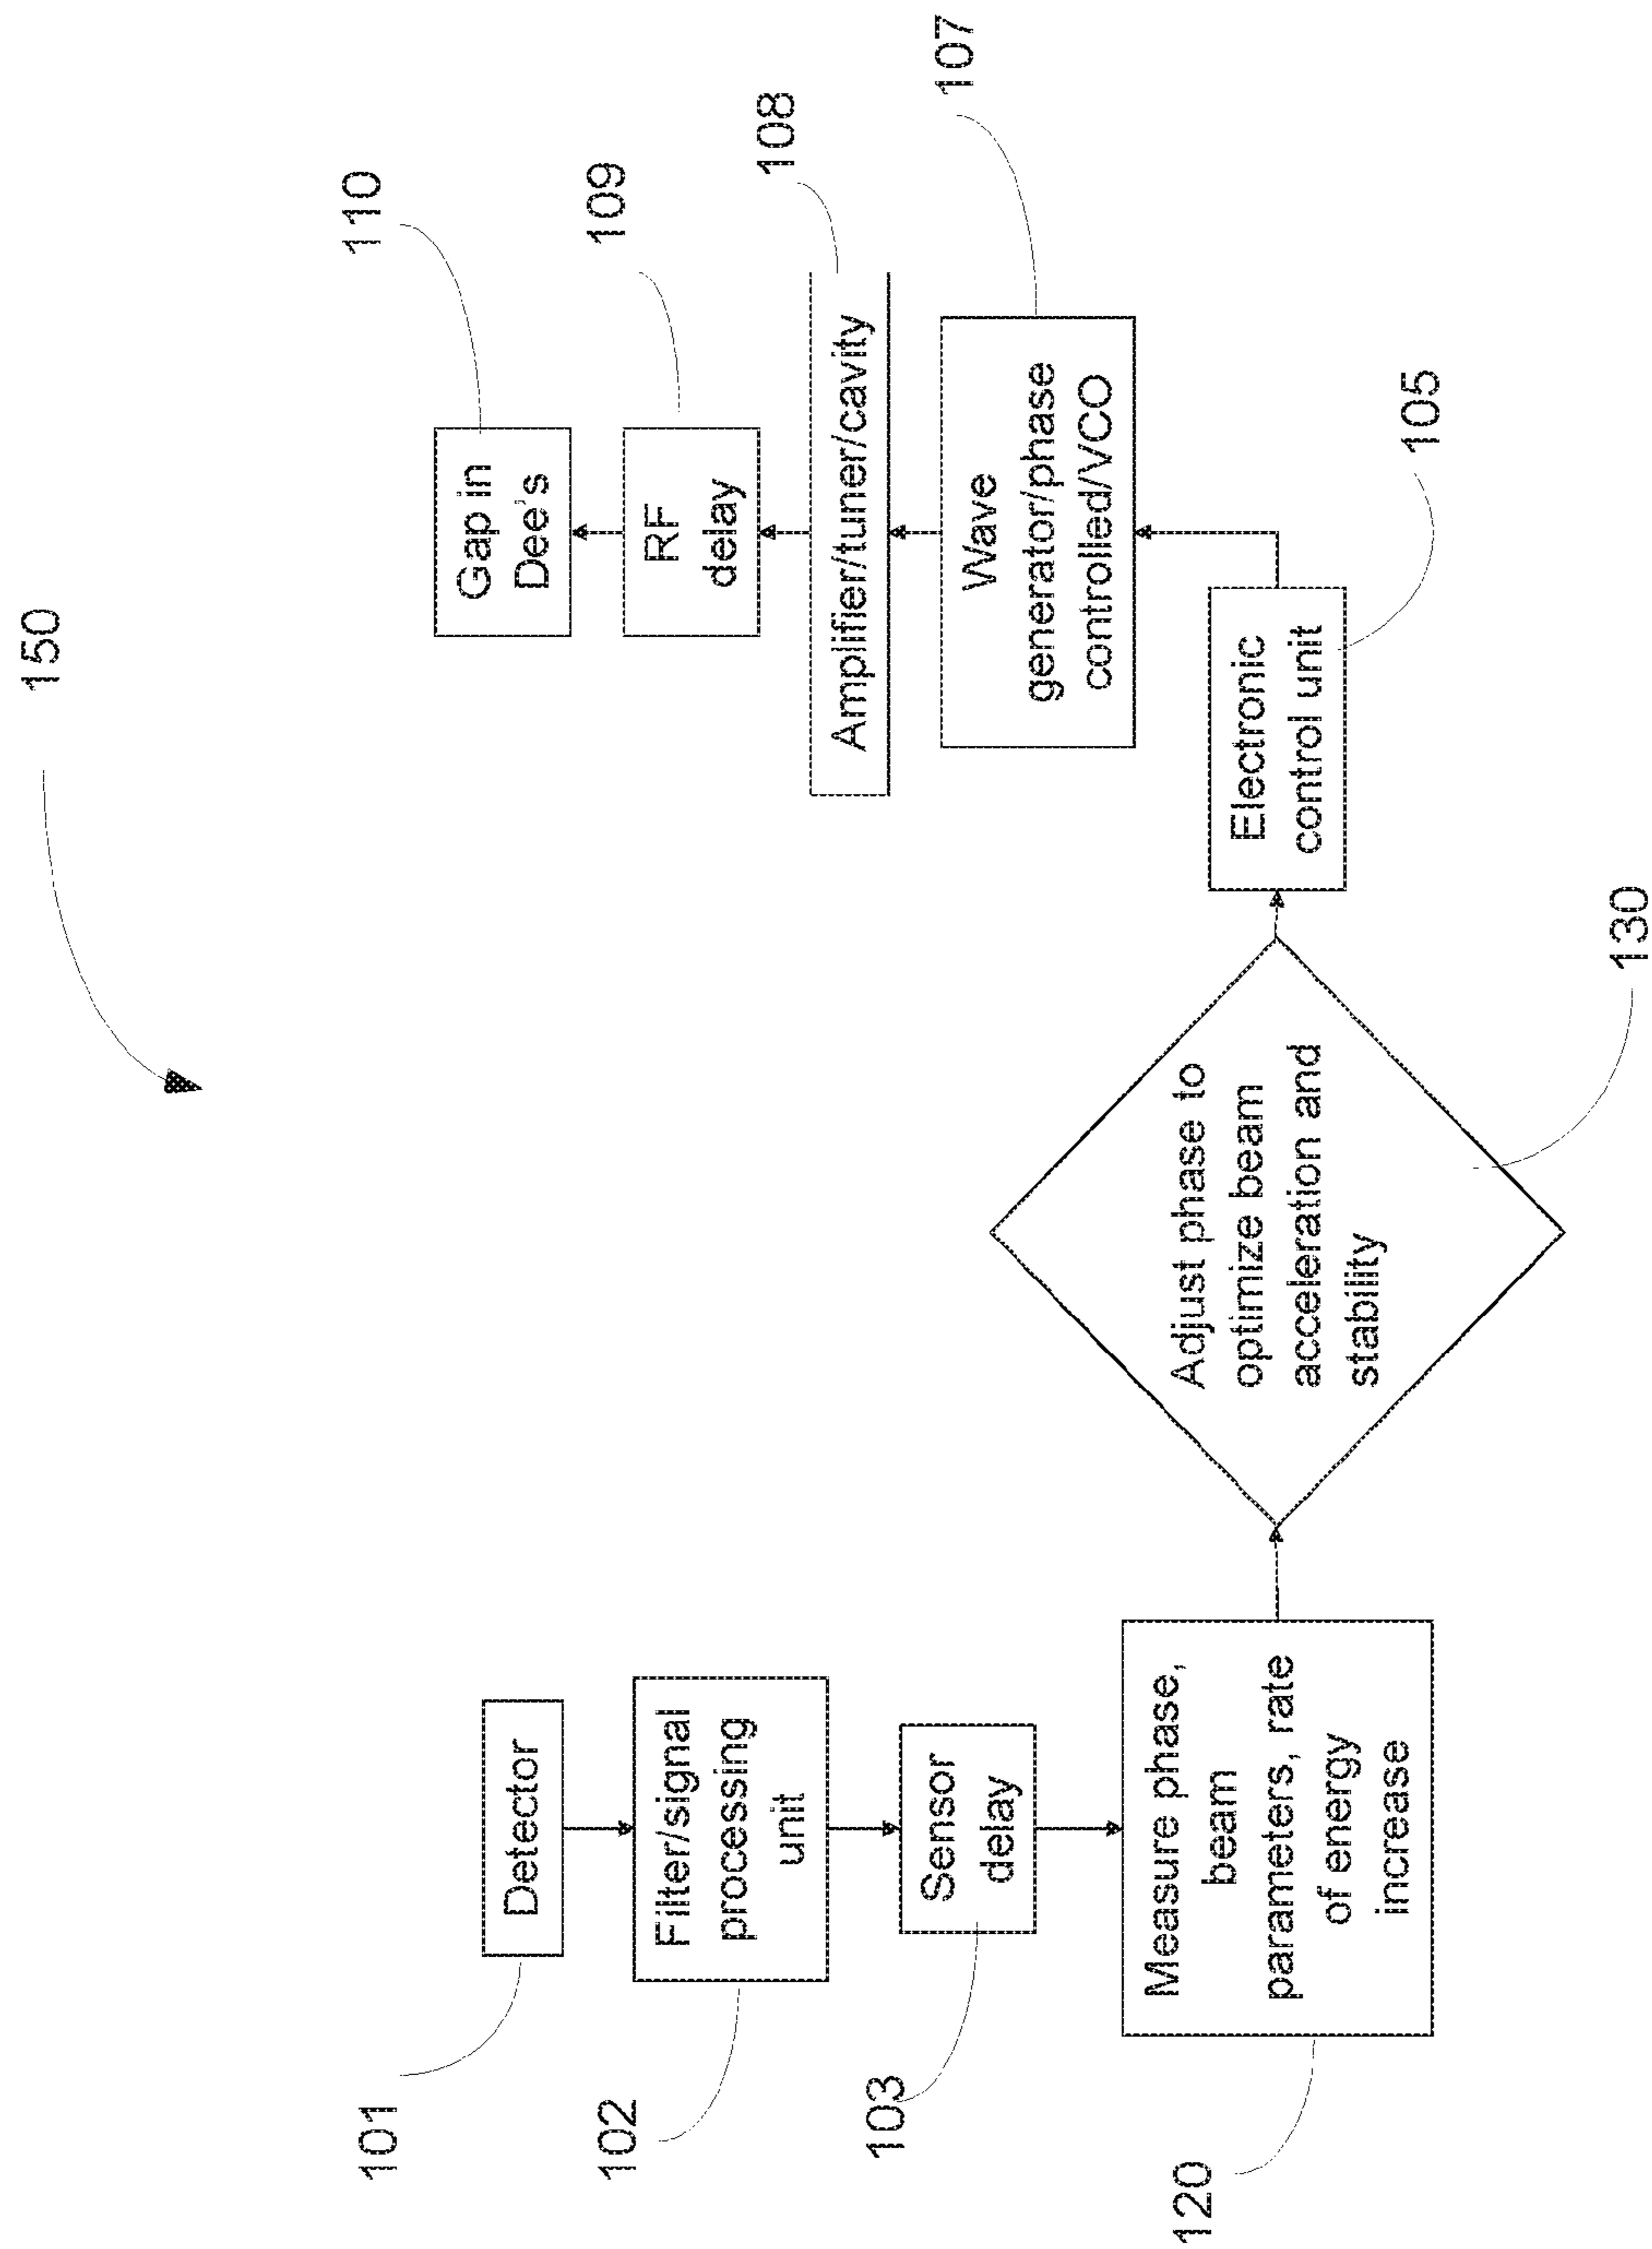 150
101
Detector
102
Filter/signal
processing
unit
103
Sensor
delay
120
Measure phase,
beam
parameters, rate
of energy
increase
Adjust phase to
optimize beam
acceleration and
stability
130
Electronic
control unit
105
Wave
generator/phase
controlled/VCO
107
Amplifier/tuner/cavity
108
RF
delay
109
Gap in
Dee's
110